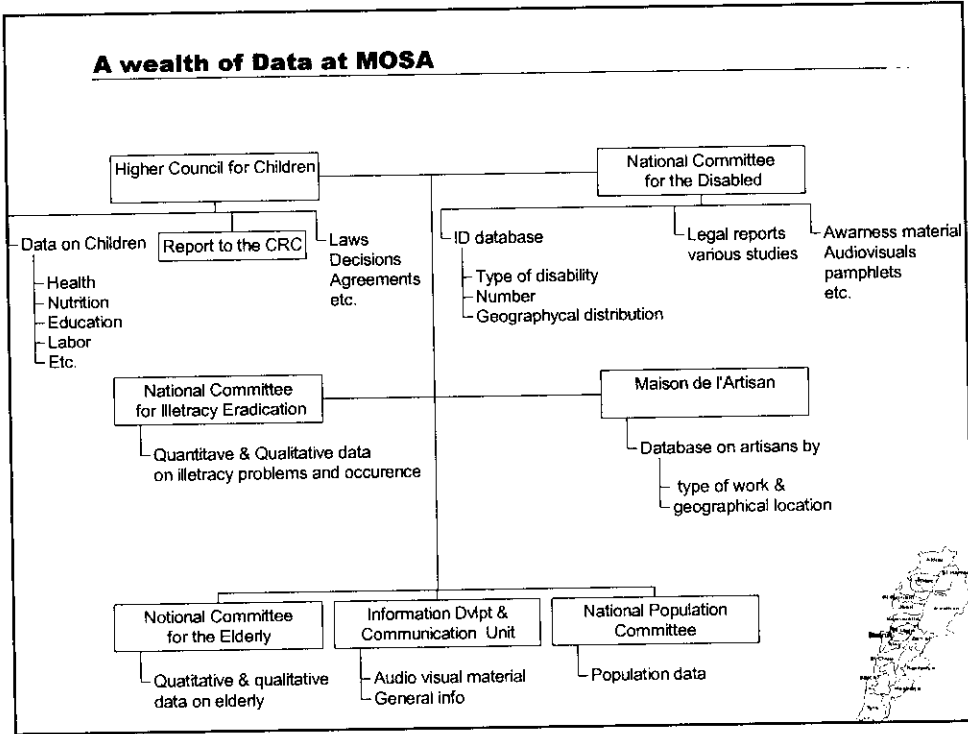 A wealth of Data at MOSA
Higher Council for Children
Data on Children
Health
Nutrition
Education
Labor
Etc.
Report to the CRC
Laws
Decisions
Agreements
etc.
National Committee
for the Disabled
ID database
Type of disability
Number
Geographycal distribution
Legal reports
various studies
Awarness material
Audiovisuals
pamphlets
etc.
National Committee
for Illetracy Eradication
Quantitave & Qualitative data
on illetracy problems and occurence
Maison de l'Artisan
Database on artisans by
type of work &
geographical location
Notional Committee
for the Elderly
Quatitative & qualitative
data on elderly
Information Dvlpt &
Communication Unit
Audio visual material
General info
National Population
Committee
Population data